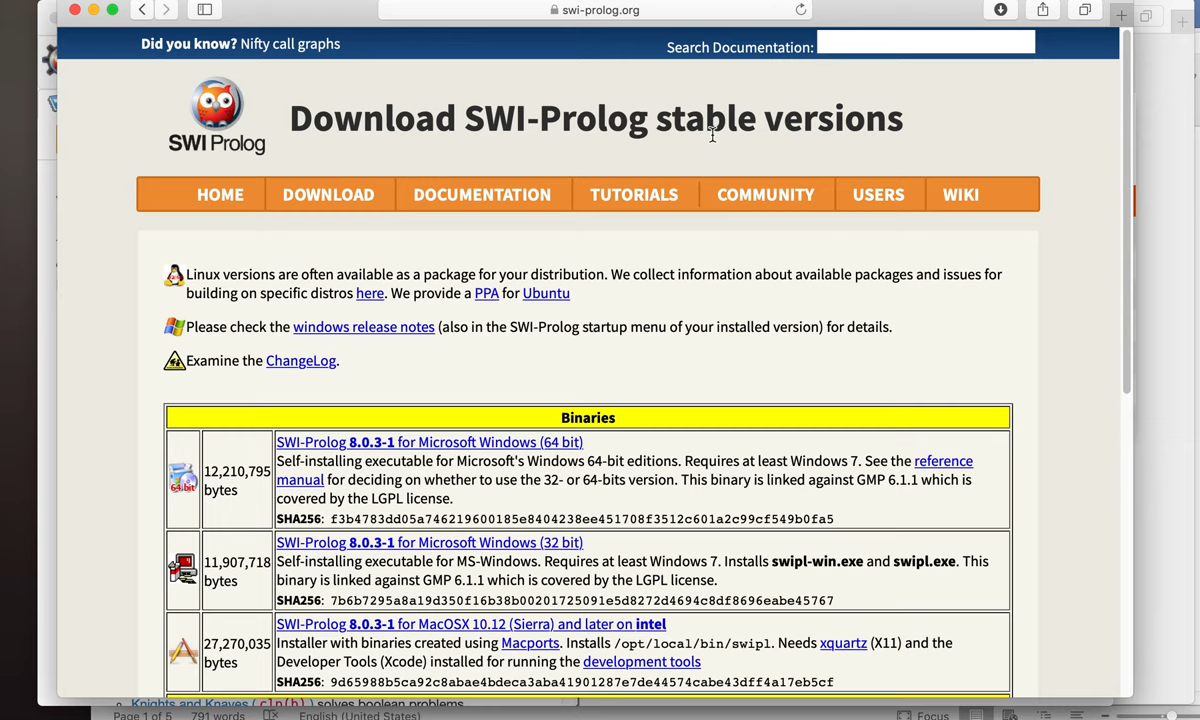 swi-prolog.org
Did you know? Nifty call graphs
Search Documentation:
SWI Prolog
Download SWI-Prolog stable versions
HOME DOWNLOAD DOCUMENTATION TUTORIALS COMMUNITY USERS WIKI
Linux versions are often available as a package for your distribution. We collect information about available packages and issues for
building on specific distros here. We provide a PPA for Ubuntu
Please check the windows release notes (also in the SWI-Prolog startup menu of your installed version) for details.
Examine the ChangeLog.
Binaries
SWI-Prolog 8.0.3-1 for Microsoft Windows (64 bit)
12,210,795 bytes
Self-installing executable for Microsoft's Windows 64-bit editions. Requires at least Windows 7. See the reference
manual for deciding on whether to use the 32- or 64-bits version. This binary is linked against GMP 6.1.1 which is
covered by the LGPL license.
SHA256: f3b4783dd05a746219600185e8404238ee451708f3512c601a2c99cf549b0fa5
64 bit
SWI-Prolog 8.0.3-1 for Microsoft Windows (32 bit)
11,907,718 bytes
Self-installing executable for MS-Windows. Requires at least Windows 7. Installs swipl-win.exe and swipl.exe. This
binary is linked against GMP 6.1.1 which is covered by the LGPL license.
SHA256: 7b6b7295a8a19d350f16b38b00201725091e5d8272d4694c8df8696eabe45767
SWI-Prolog 8.0.3-1 for MacOSX 10.12 (Sierra) and later on intel
27,270,035 bytes
Installer with binaries created using Macports. Installs /opt/local/bin/swipl. Needs xquartz (X11) and the
Developer Tools (Xcode) installed for running the development tools
SHA256: 9d65988b5ca92c8abae4bdeca3aba41901287e7de44574cabe43dff4a17eb5cf
Knights and Knaves (cln(b) solves boolean problems
Page 1 of 5 791 words English (United States) Focus